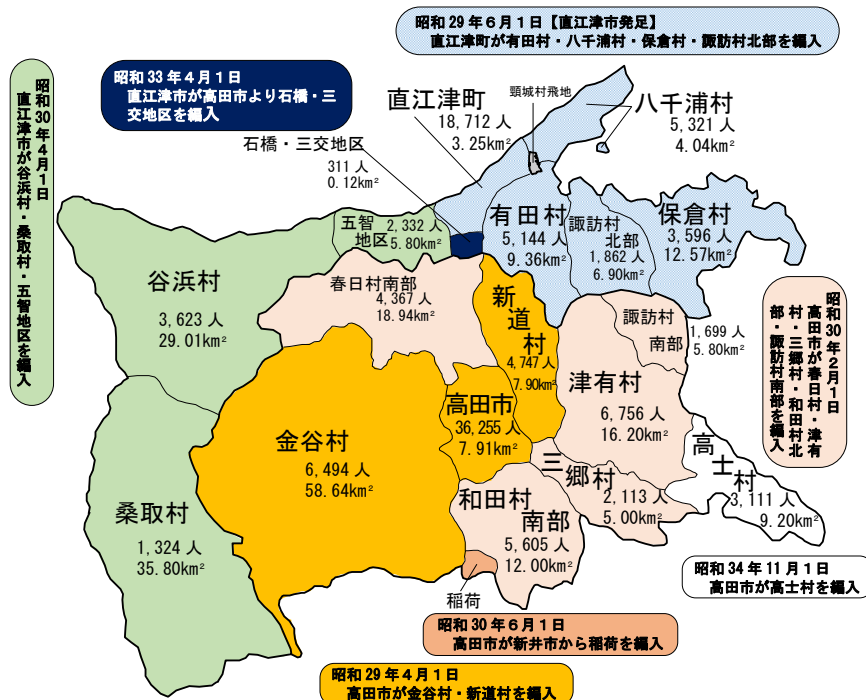 昭和29年6月1日【直江津市発足】
直江津町が有田村・八千浦村・保倉村・諏訪村北部を編入
昭和33年4月1日
直江津市が高田市より石橋・三
交地区を編入
昭和30年4月1日
直江津市が谷浜村・桑取村・五智地区を編入
直江津町
18,712人
3.25km²
頸城村飛地
八千浦村
5,321人
4.04km²
石橋・三交地区
311人
0.12km²
五智
地区
2,332人
5.80km²
有田村
5,144人
9.36km²
諏訪村
北部
1,862人
6.90km²
保倉村
3,596人
12.57km²
谷浜村
3,623人
29.01km²
春日村南部
4,367人
18.94km²
新道村
4,747人
7.90km²
諏訪村
南部
1,699人
5.80km²
昭和30年2月1日
高田市が春日村・津有
村・三郷村・和田村北
部・諏訪村南部を編入
津有村
6,756人
16.20km²
高田市
36,255人
7.91km²
金谷村
6,494人
58.64km²
高士村
3,111人
9.20km²
三郷村
2,113人
5.00km²
和田村
南部
5,605人
12.00km²
桑取村
1,324人
35.80km²
稲荷
昭和34年11月1日
高田市が高士村を編入
昭和30年6月1日
高田市が新井市から稲荷を編入
昭和29年4月1日
高田市が金谷村・新道村を編入